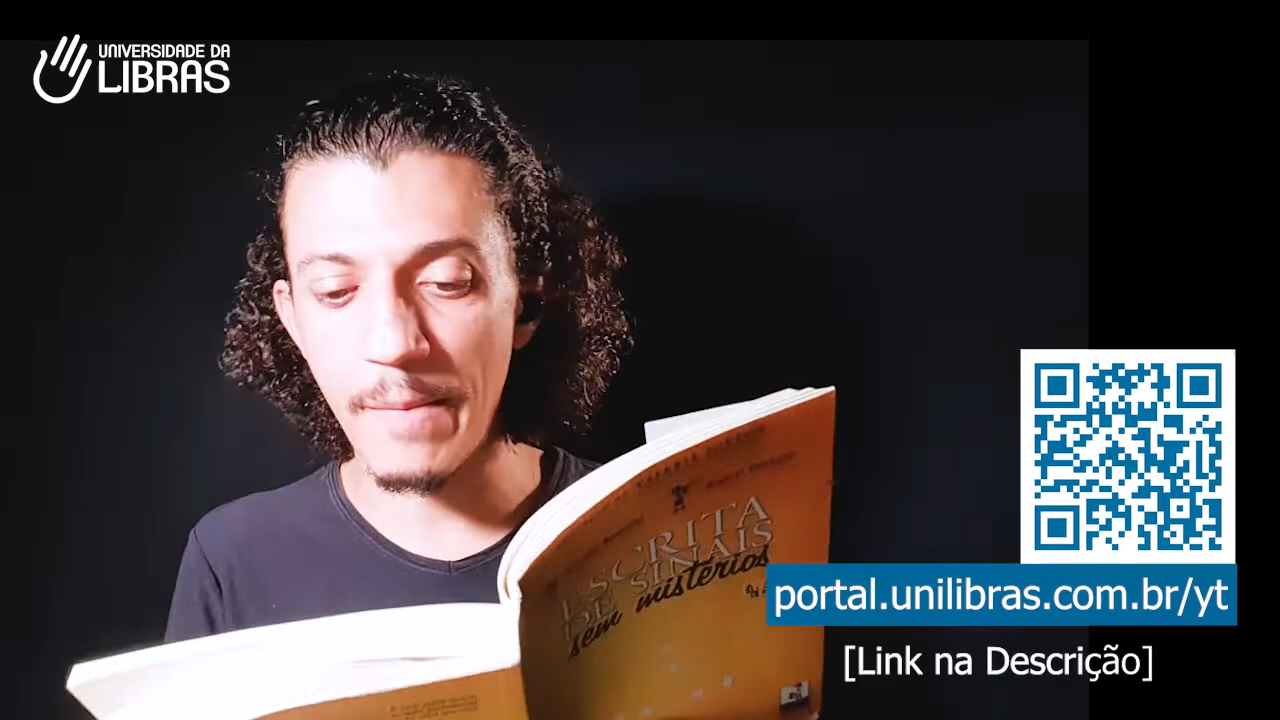 UNIVERSIDADE DA
LIBRAS
ESCRITA
DE SINAIS
sem mistérios
portal.unilibras.com.br/yt
[Link na Descrição]